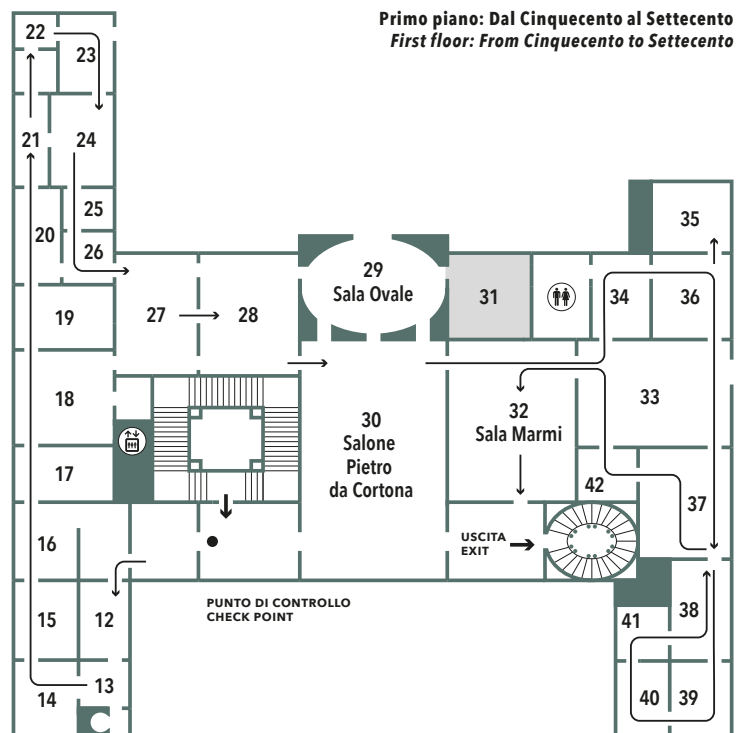 Primo piano: Dal Cinquecento al Settecento
First floor: From Cinquecento to Settecento
22
23
21
24
25
20
26
35
29
Sala Ovale
27
28
31
34
36
19
18
30
Salone
Pietro
da Cortona
32
Sala Marmi
33
17
42
37
16
USCITA
EXIT
PUNTO DI CONTROLLO
CHECK POINT
15
12
41
38
14
13
40
39